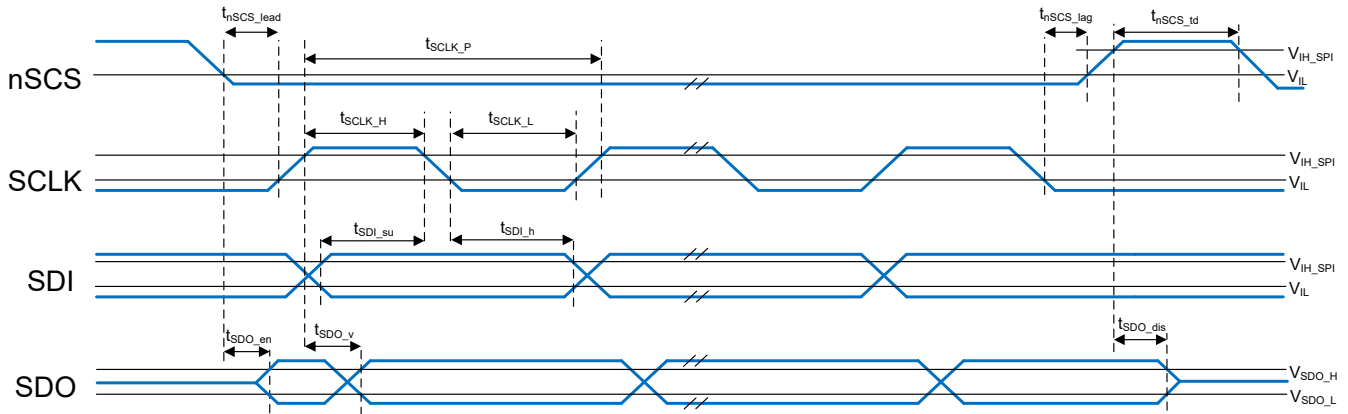 tnSCS_lead
tnSCS_lag
tnSCS_td
tSCLK_P
VIH_SPI
nSCS
VIL
tSCLK_H
tSCLK_L
VIH_SPI
SCLK
VIL
tSDI_su
tSDI_h
VIH_SPI
SDI
VIL
tSDO_en
tSDO_v
tSDO_dis
VSDO_H
SDO
VSDO_L